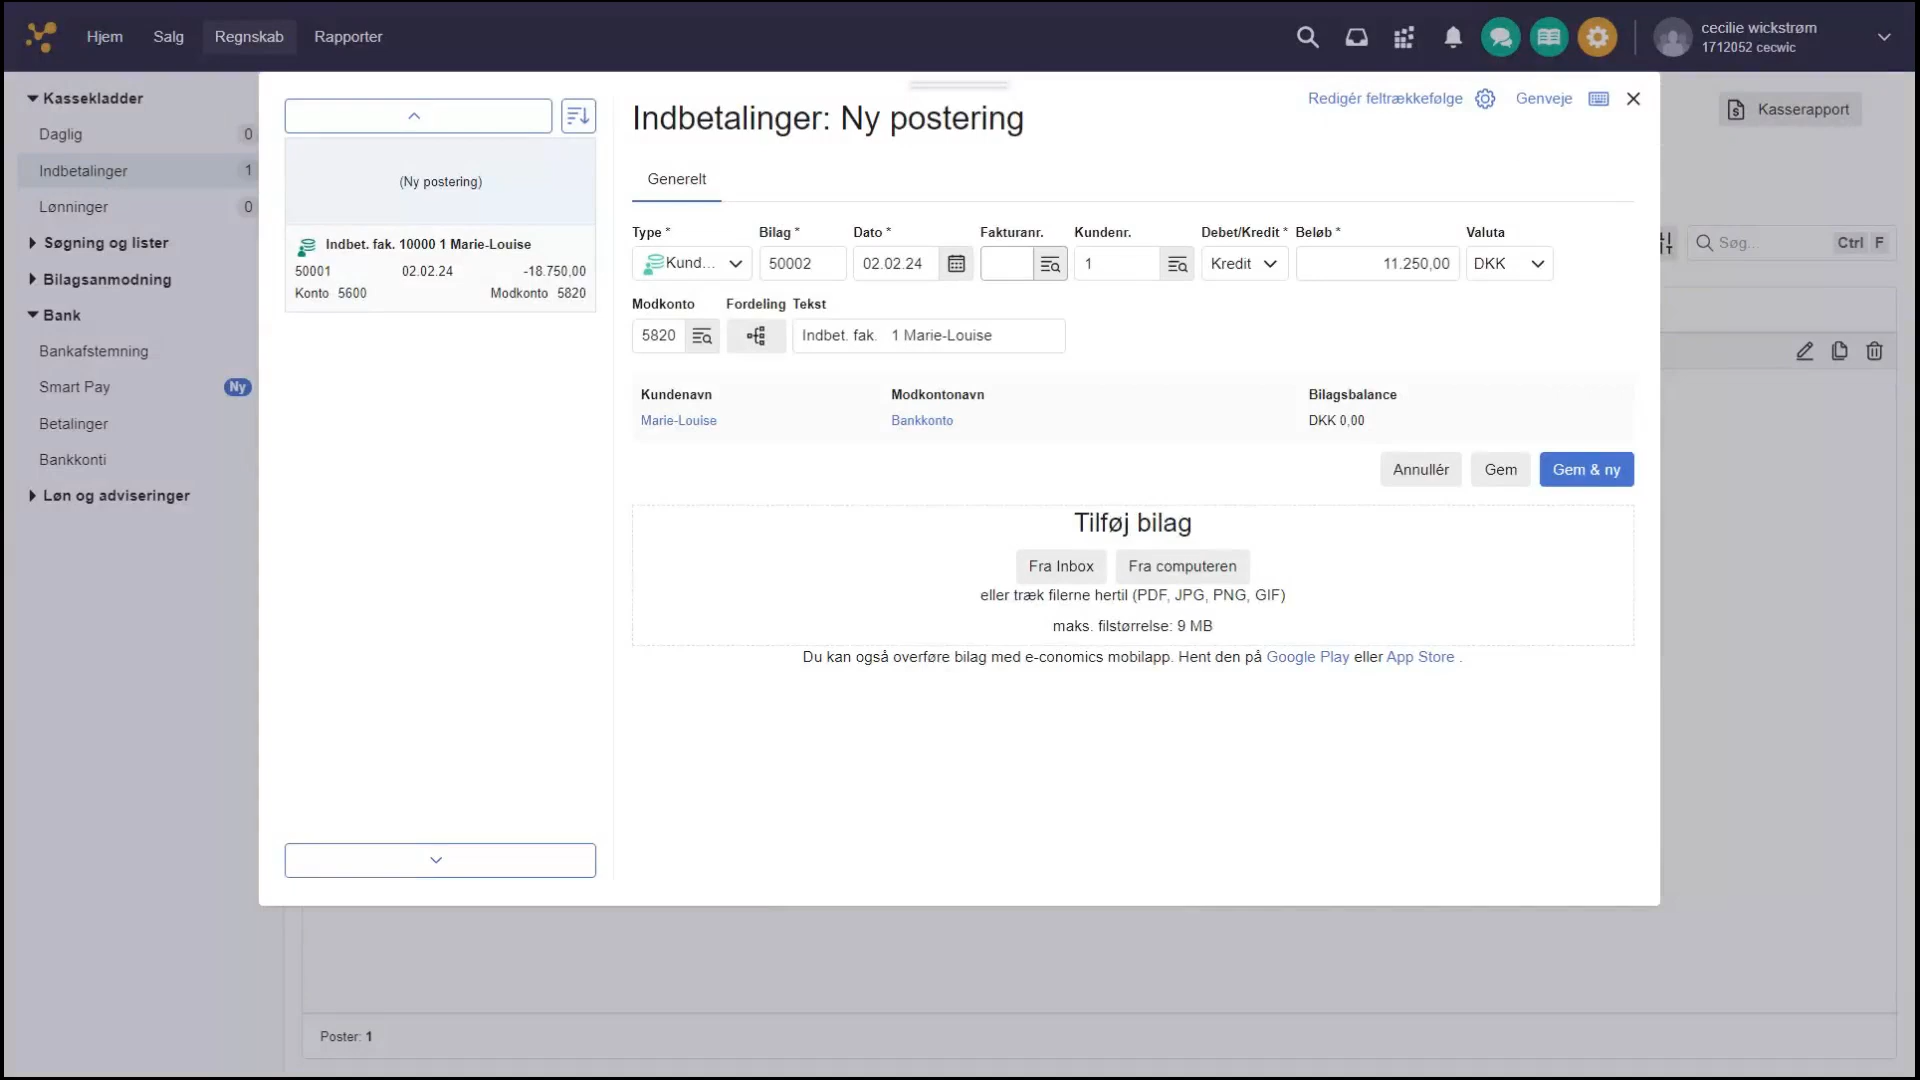 Hjem Salg Regnskab Rapporter
cecilie wickstrøm
1712052 cecwic
Kassekladder
Daglig 0
Indbetalinger 1
Lønninger 0
Søgning og lister
Bilagsanmodning
Bank
Bankafstemning
Smart Pay Ny
Betalinger
Bankkonti
Løn og adviseringer
(Ny postering)
Indbet. fak. 10000 1 Marie-Louise
50001 02.02.24 -18.750,00
Konto 5600 Modkonto 5820
Indbetalinger: Ny postering
Redigér feltrækkefølge Genveje
Generelt
Type * Bilag * Dato * Fakturanr. Kundenr. Debet/Kredit * Beløb * Valuta
Kund... 50002 02.02.24 1 Kredit 11.250,00 DKK
Modkonto Fordeling Tekst
5820 Indbet. fak. 1 Marie-Louise
Kundenavn Modkontonavn Bilagsbalance
Marie-Louise Bankkonto DKK 0,00
Annullér Gem Gem & ny
Tilføj bilag
Fra Inbox Fra computeren
eller træk filerne hertil (PDF, JPG, PNG, GIF)
maks. filstørrelse: 9 MB
Du kan også overføre bilag med e-conomics mobilapp. Hent den på Google Play eller App Store .
Kasserapport
Søg... Ctrl F
Poster: 1